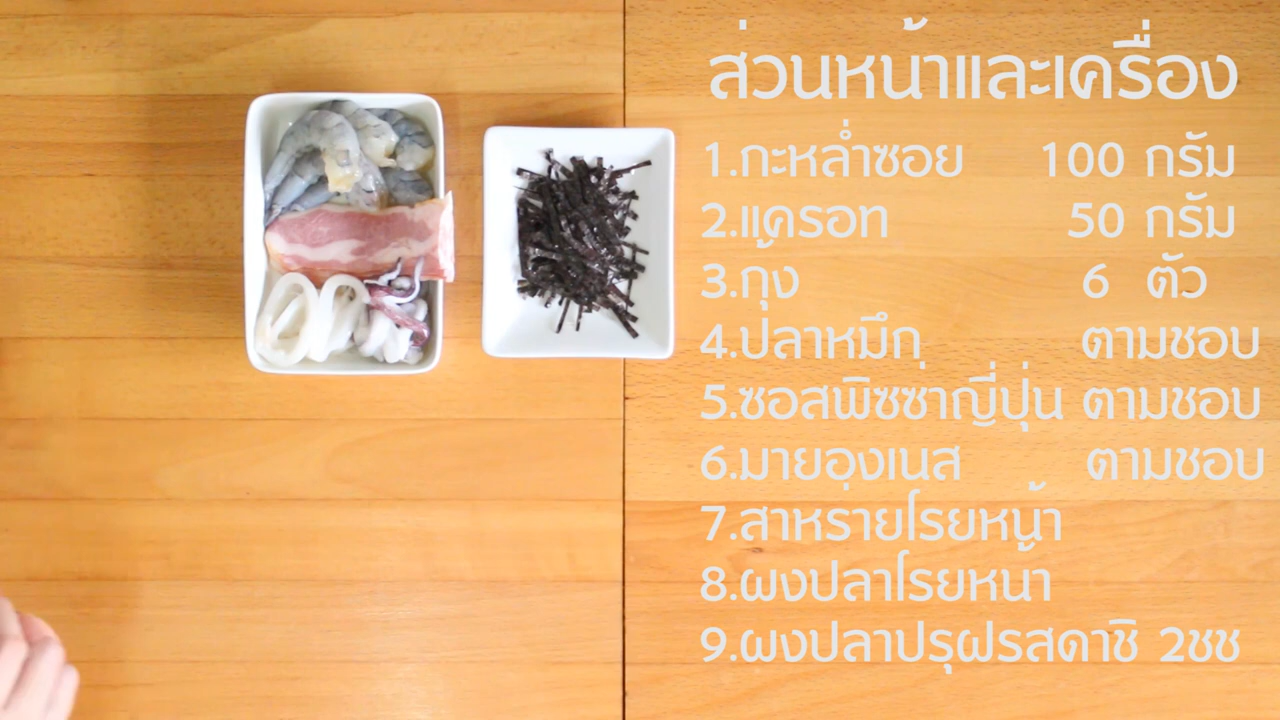 ส่วนหน้าและเครื่อง
1.กะหล่ำซอย 100 กรัม
2.แครอท 50 กรัม
3.กุ้ง 6 ตัว
4.ปลาหมึก ตามชอบ
5.ซอสพิซซ่าญี่ปุ่น ตามชอบ
6.มายองเนส ตามชอบ
7.สาหร่ายโรยหน้า
8.ผงปลาโรยหน้า
9.ผงปลาปรุฝรสดาชิ 2ชช